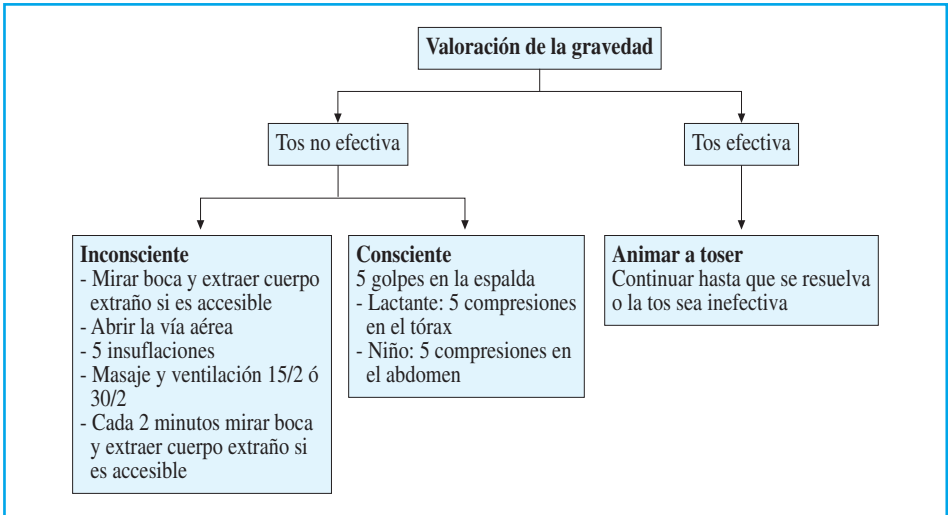 Valoración de la gravedad
Tos no efectiva
Tos efectiva
Inconsciente
- Mirar boca y extraer cuerpo
extraño si es accesible
- Abrir la vía aérea
- 5 insuflaciones
- Masaje y ventilación 15/2 ó
30/2
- Cada 2 minutos mirar boca
y extraer cuerpo extraño si
es accesible
Consciente
5 golpes en la espalda
- Lactante: 5 compresiones
en el tórax
- Niño: 5 compresiones en
el abdomen
Animar a toser
Continuar hasta que se resuelva
o la tos sea inefectiva